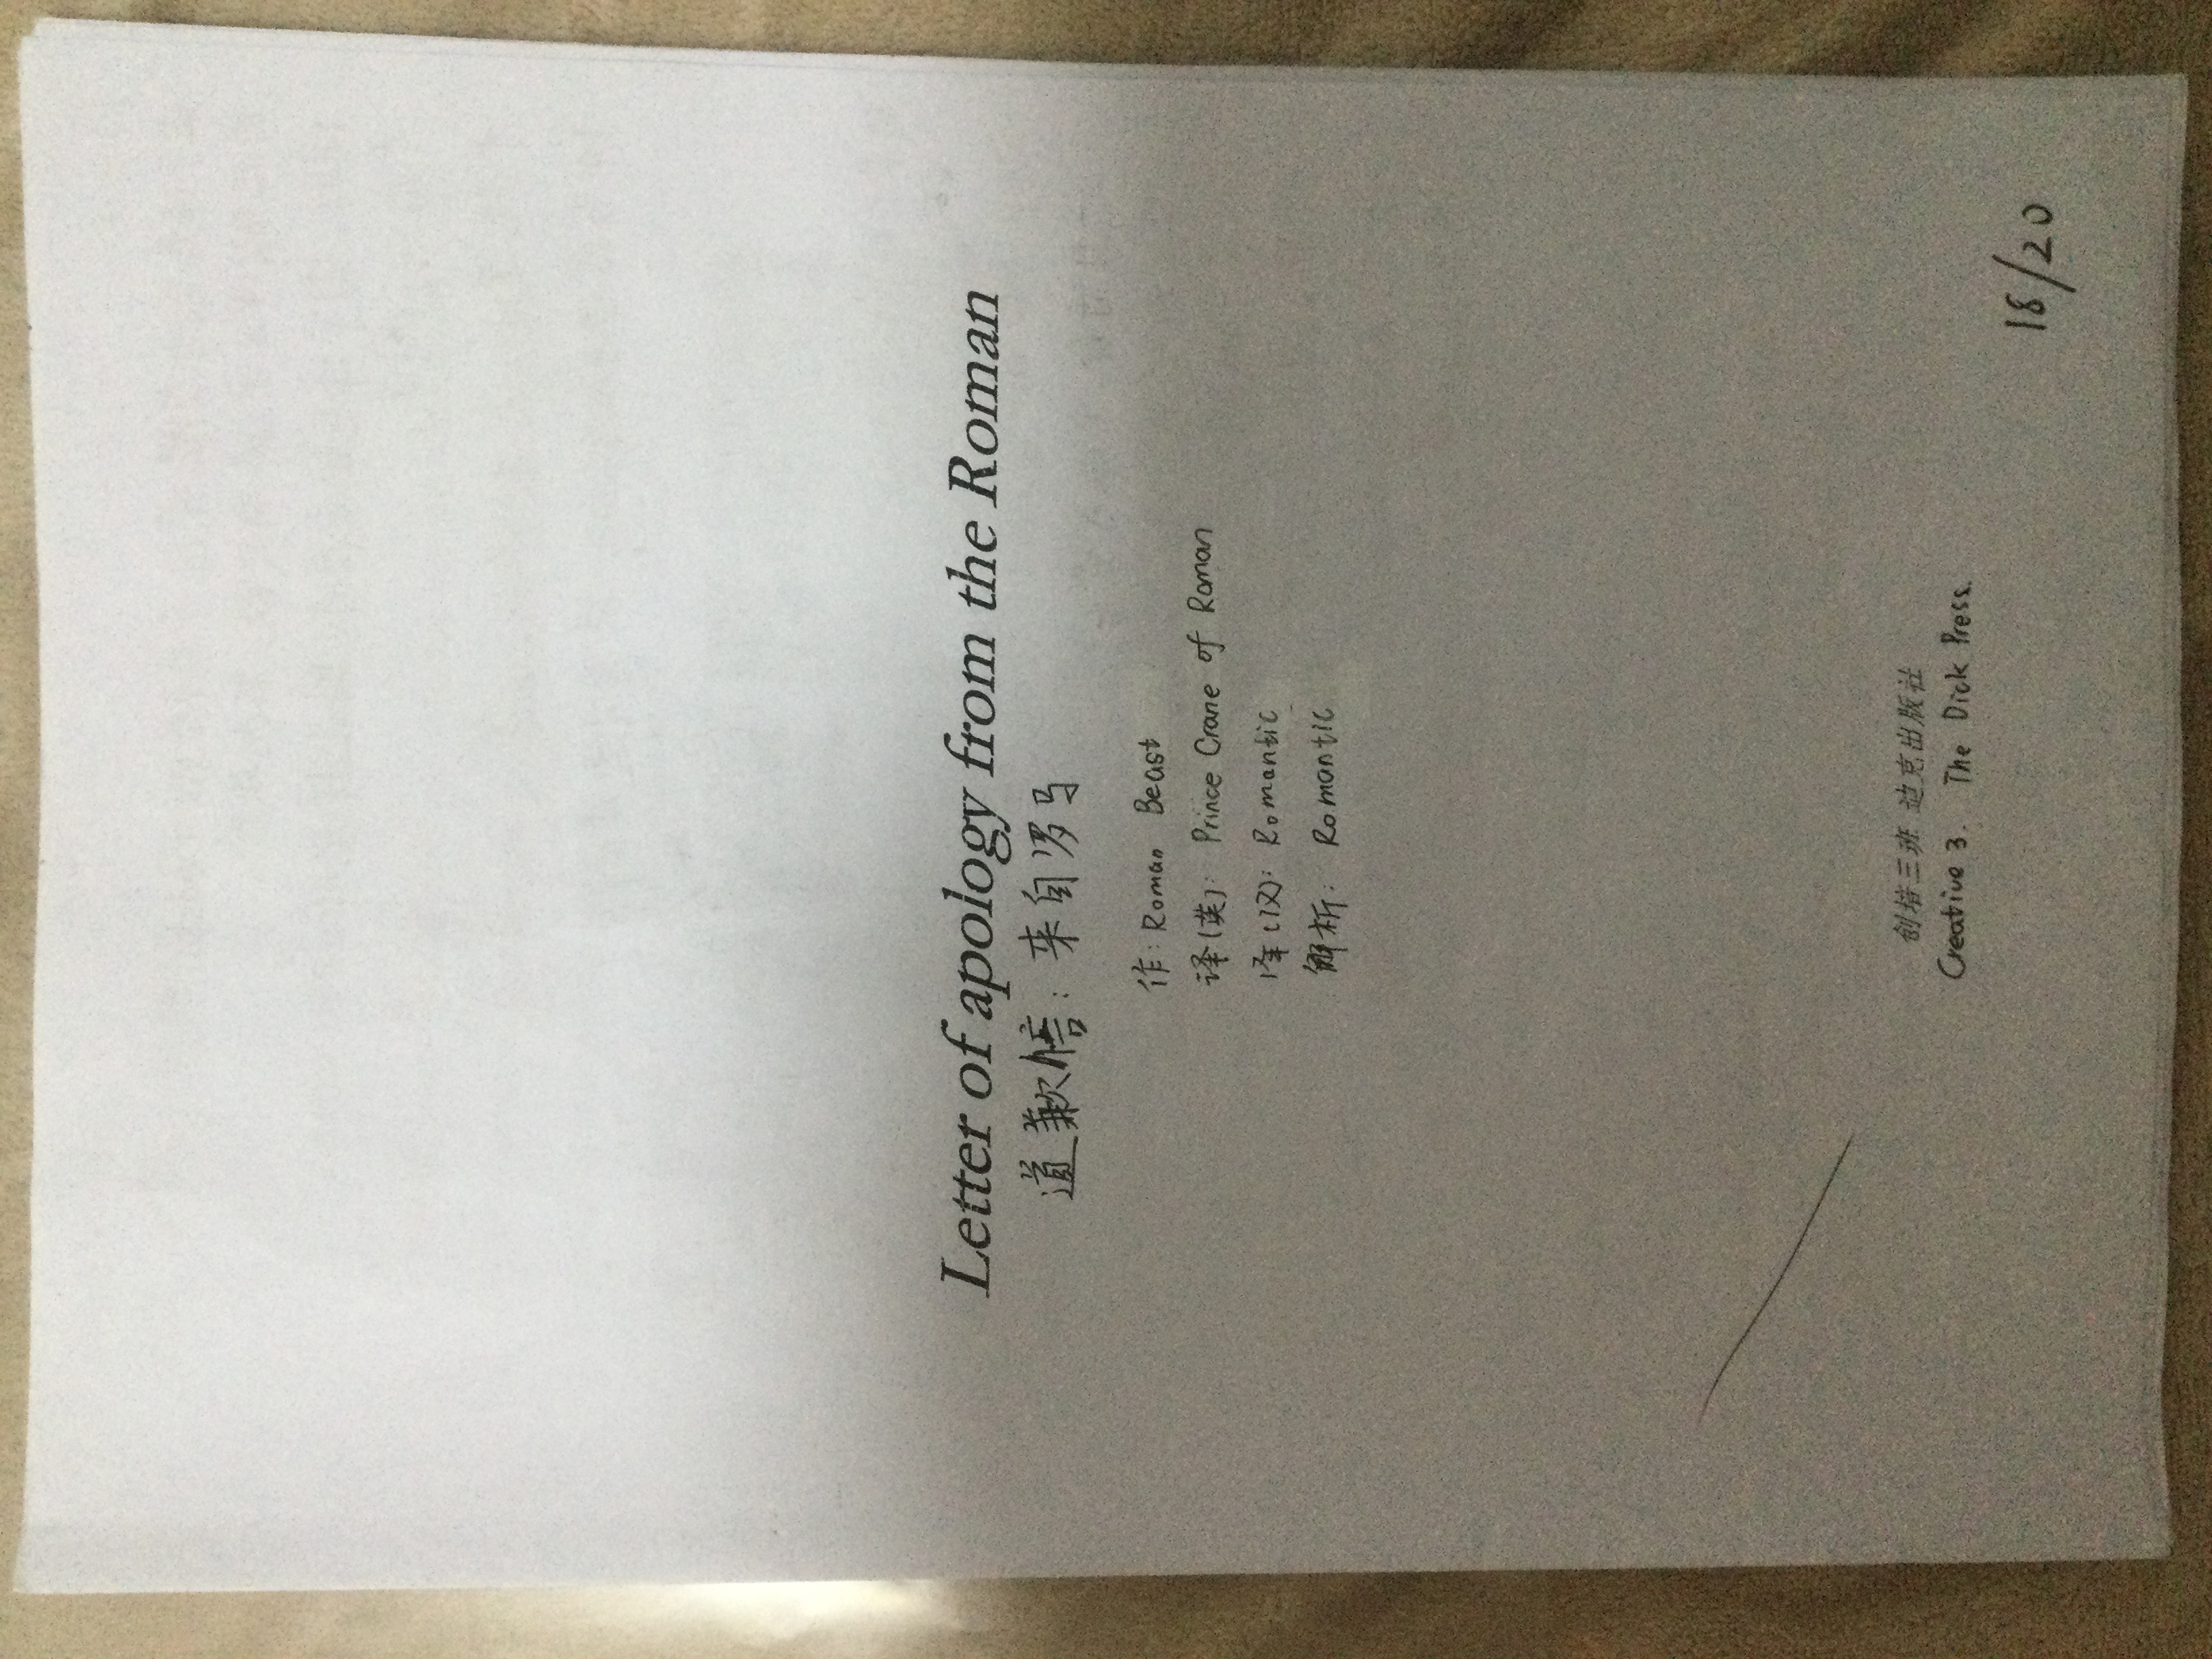 Letter of apology from the Roman
道歉信：来自罗马
作：Roman Beast
译(英)：Prince Crane of Roman
译(汉)：Romantic
解析：Romantic
创培三班 迪克出版社
Creative 3. The Dick Press.
18/20